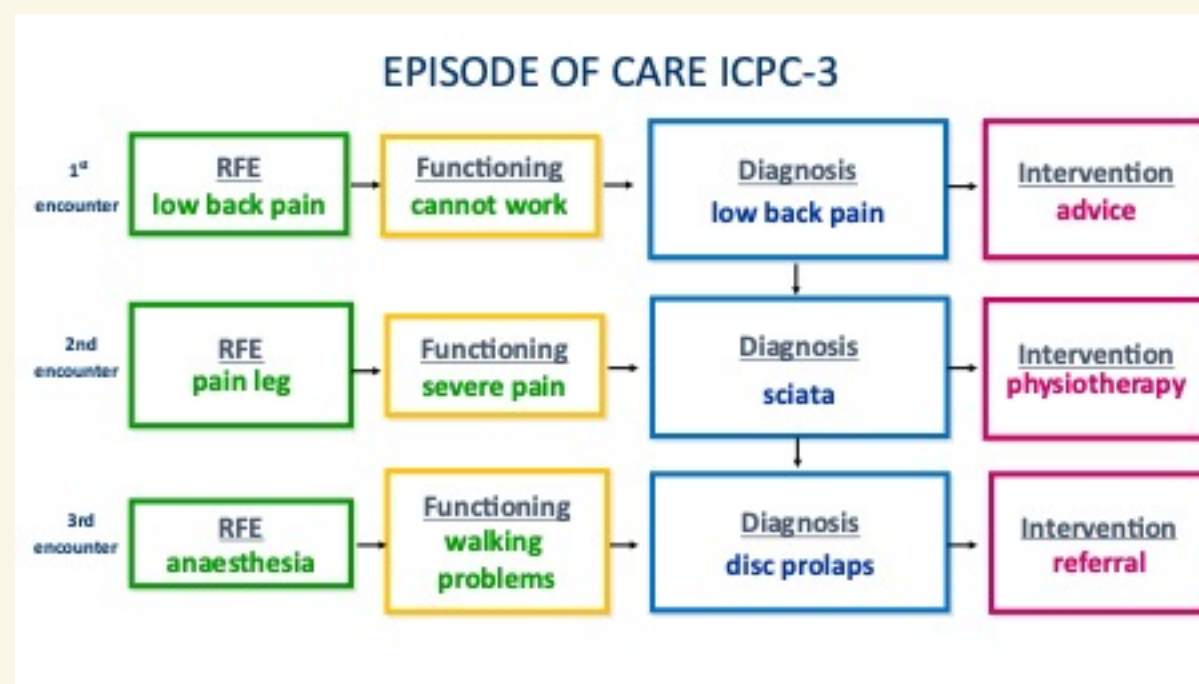 EPISODE OF CARE ICPC-3
1st
encounter
RFE
low back pain
Functioning
cannot work
Diagnosis
low back pain
Intervention
advice
2nd
encounter
RFE
pain leg
Functioning
severe pain
Diagnosis
sciata
Intervention
physiotherapy
3rd
encounter
RFE
anaesthesia
Functioning
walking
problems
Diagnosis
disc prolaps
Intervention
referral